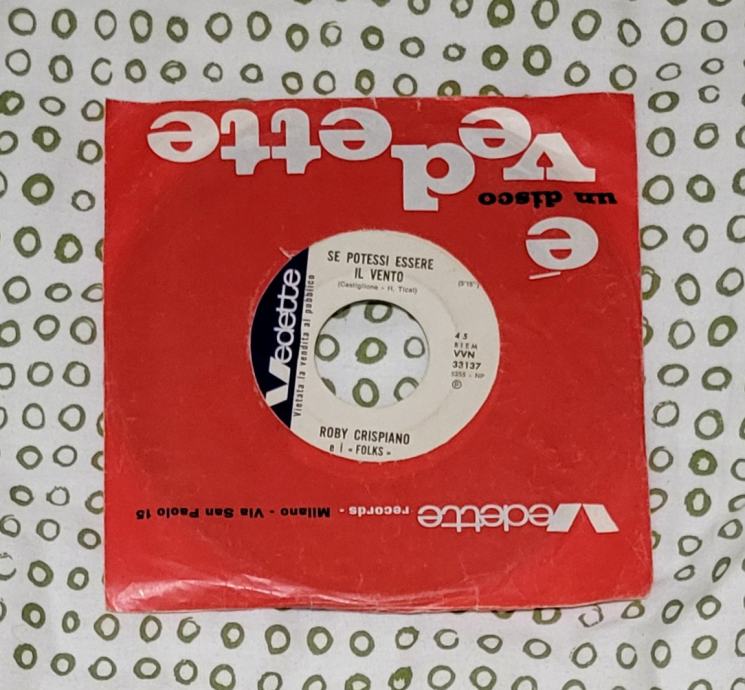 è
un disco
vedette
SE POTESSI ESSERE
IL VENTO
(Castiglione - H. Tical)
(3'15")
Vedette
Vietata la vendita al pubblico
45
BIEM
VVN
33137
Ⓟ
ROBY CRISPIANO
e i «FOLKS»
Vedette records - Milano - Via San Paolo 15